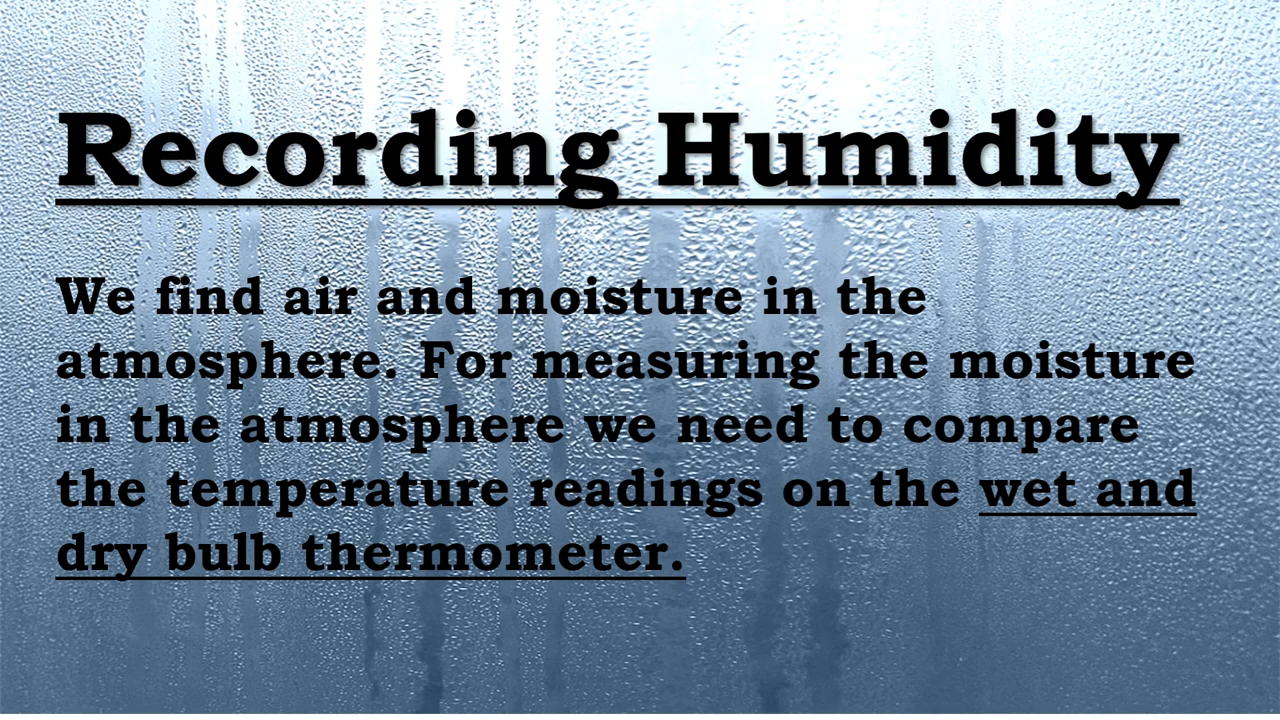 Recording Humidity
We find air and moisture in the
atmosphere. For measuring the moisture
in the atmosphere we need to compare
the temperature readings on the wet and
dry bulb thermometer.